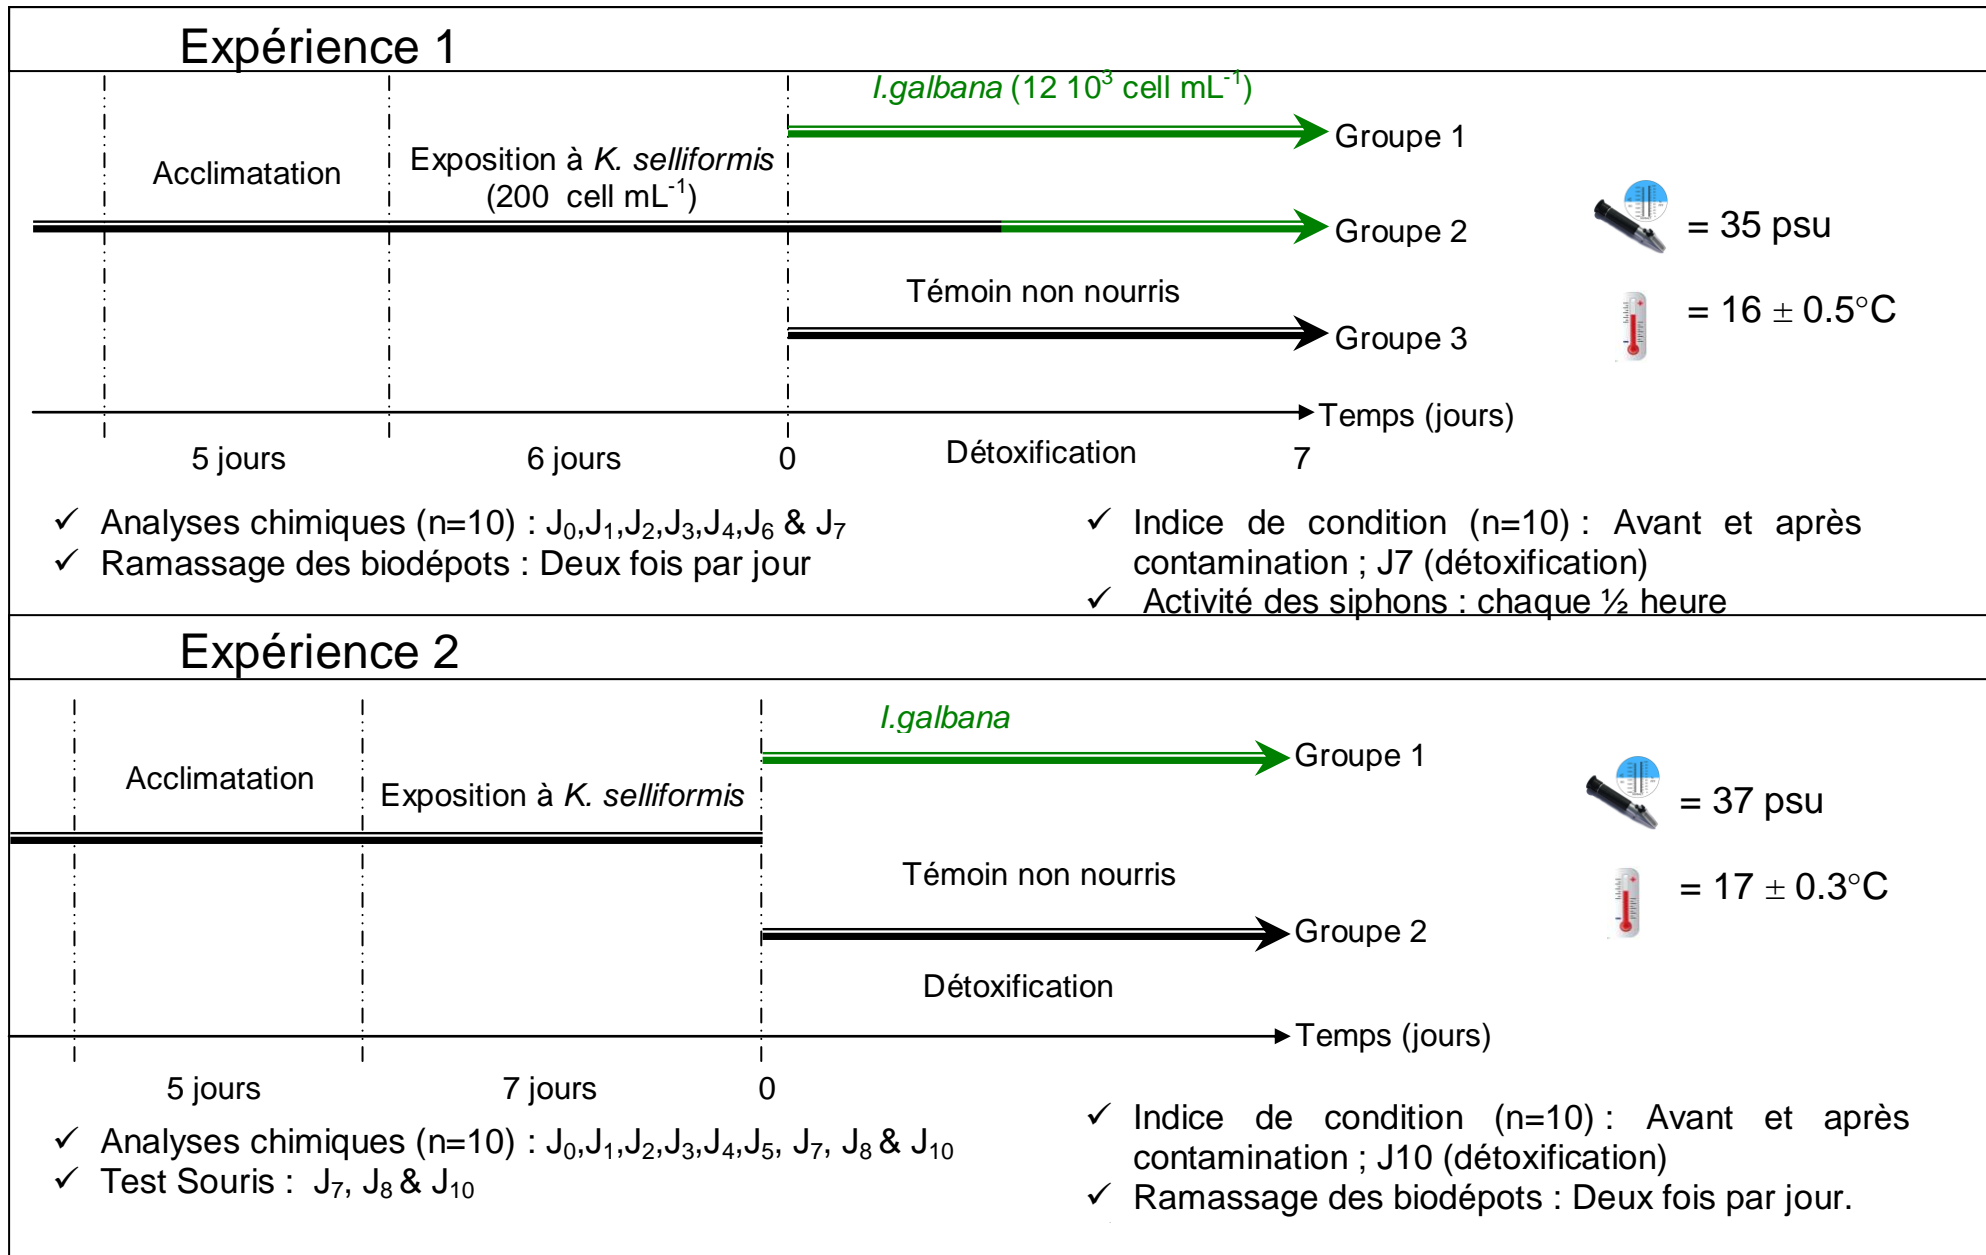 Expérience 1
I.galbana (12 10³ cell mL⁻¹)
Groupe 1
Acclimatation
Exposition à K. selliformis
(200 cell mL⁻¹)
Groupe 2
= 35 psu
Témoin non nourris
= 16 ± 0.5°C
Groupe 3
Temps (jours)
5 jours
6 jours
0
Détoxification
7
✓ Analyses chimiques (n=10) : J₀,J₁,J₂,J₃,J₄,J₆ & J₇
✓ Ramassage des biodépots : Deux fois par jour
✓ Indice de condition (n=10) : Avant et après
contamination ; J7 (détoxification)
✓ Activité des siphons : chaque ½ heure
Expérience 2
I.galbana
Groupe 1
Acclimatation
Exposition à K. selliformis
= 37 psu
Témoin non nourris
= 17 ± 0.3°C
Groupe 2
Détoxification
Temps (jours)
5 jours
7 jours
0
✓ Analyses chimiques (n=10) : J₀,J₁,J₂,J₃,J₄,J₅, J₇, J₈ & J₁₀
✓ Test Souris : J₇, J₈ & J₁₀
✓ Indice de condition (n=10) : Avant et après
contamination ; J10 (détoxification)
✓ Ramassage des biodépots : Deux fois par jour.